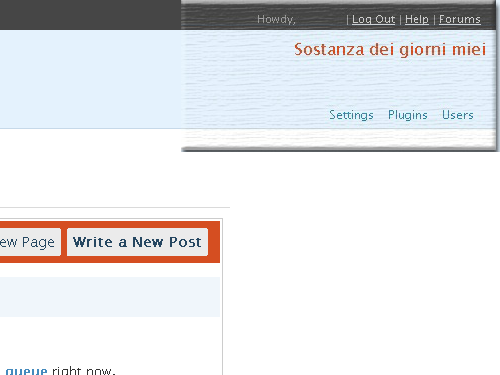 Howdy, | Log Out | Help | Forums
Sostanza dei giorni miei
Settings Plugins Users
ew Page Write a New Post
queue right now.